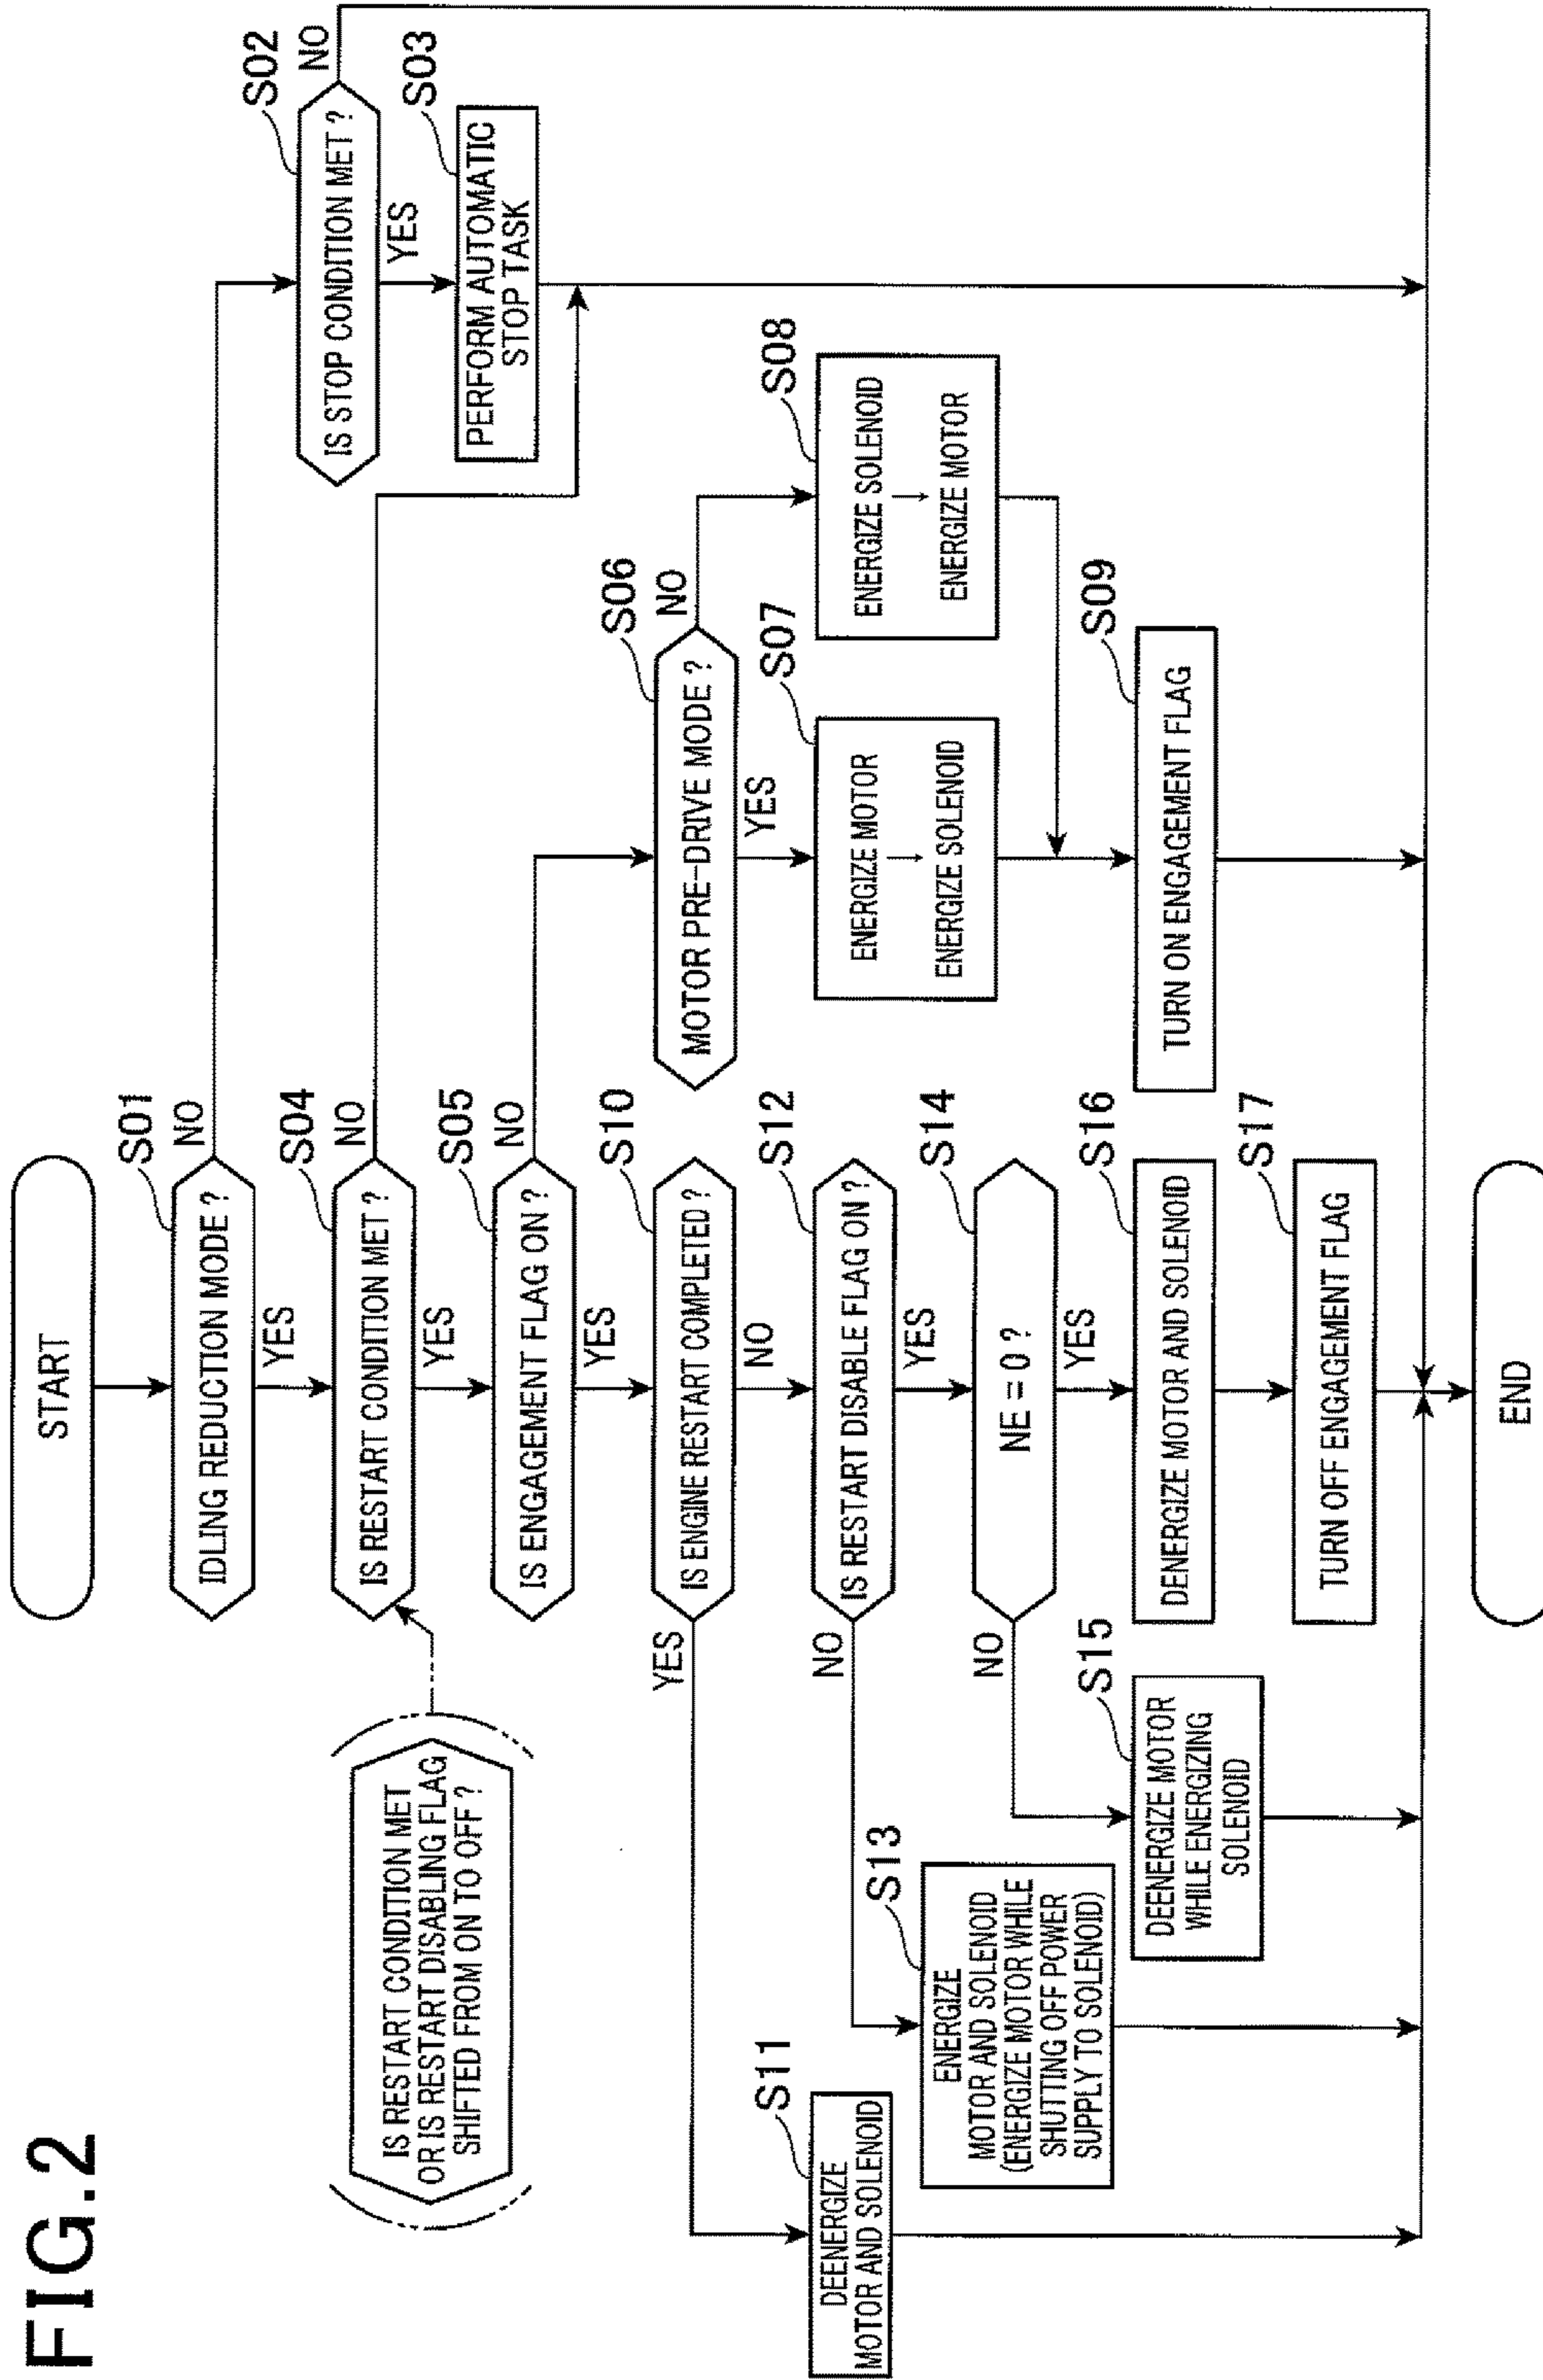 FIG.2
START
IDLING REDUCTION MODE ?
S01
NO
YES
IS STOP CONDITION MET ?
S02
NO
YES
PERFORM AUTOMATIC
STOP TASK
S03
IS RESTART CONDITION MET ?
S04
NO
YES
IS RESTART CONDITION MET
OR IS RESTART DISABLING FLAG
SHIFTED FROM ON TO OFF ?
IS ENGAGEMENT FLAG ON ?
S05
NO
YES
MOTOR PRE-DRIVE MODE ?
S06
NO
YES
ENERGIZE MOTOR
→
ENERGIZE SOLENOID
S07
ENERGIZE SOLENOID
→
ENERGIZE MOTOR
S08
TURN ON ENGAGEMENT FLAG
S09
IS ENGINE RESTART COMPLETED ?
S10
YES
NO
DEENERGIZE
MOTOR AND SOLENOID
S11
IS RESTART DISABLE FLAG ON ?
S12
NO
YES
ENERGIZE
MOTOR AND SOLENOID
(ENERGIZE MOTOR WHILE
SHUTTING OFF POWER
SUPPLY TO SOLENOID)
S13
NE = 0 ?
S14
NO
YES
DEENERGIZE MOTOR
WHILE ENERGIZING
SOLENOID
S15
DENERGIZE MOTOR AND SOLENOID
S16
TURN OFF ENGAGEMENT FLAG
S17
END